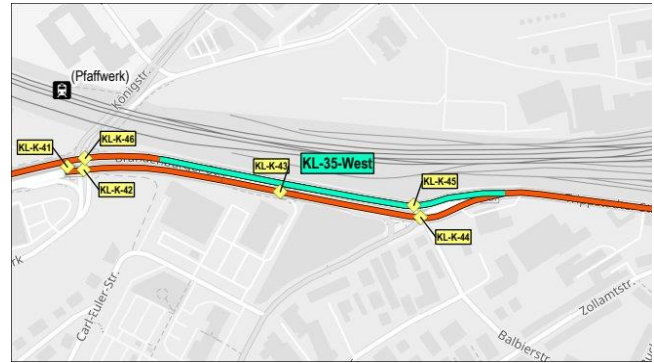 (Pfaffwerk)
Königstr.
KL-K-41
KL-K-46
KL-K-42
KL-K-43
KL-35-West
KL-K-45
KL-K-44
Carl-Euler-Str.
Balbierstr.
Zollamtstr.